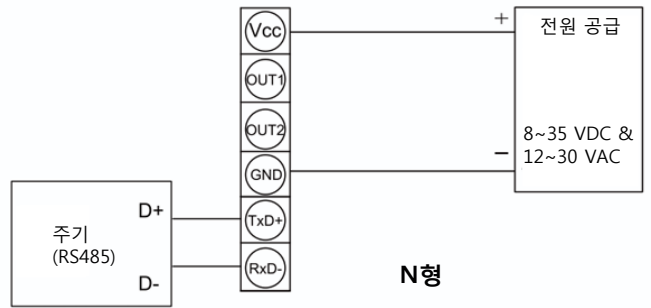 Vcc
OUT1
OUT2
GND
TxD+
RxD-
+
전원 공급
8~35 VDC &
12~30 VAC
−
주기
(RS485)
D+
D-
N형